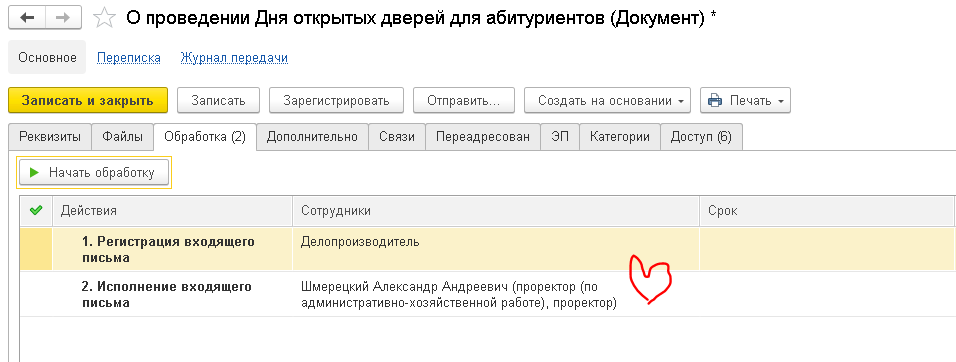 О проведении Дня открытых дверей для абитуриентов (Документ) *
Основное Переписка Журнал передачи
Записать и закрыть Записать Зарегистрировать Отправить... Создать на основании Печать
Реквизиты Файлы Обработка (2) Дополнительно Связи Переадресован ЭП Категории Доступ (6)
Начать обработку
Действия Сотрудники Срок
1. Регистрация входящего Делопроизводитель
письма
2. Исполнение входящего Шмерецкий Александр Андреевич (проректор (по
письма административно-хозяйственной работе), проректор)